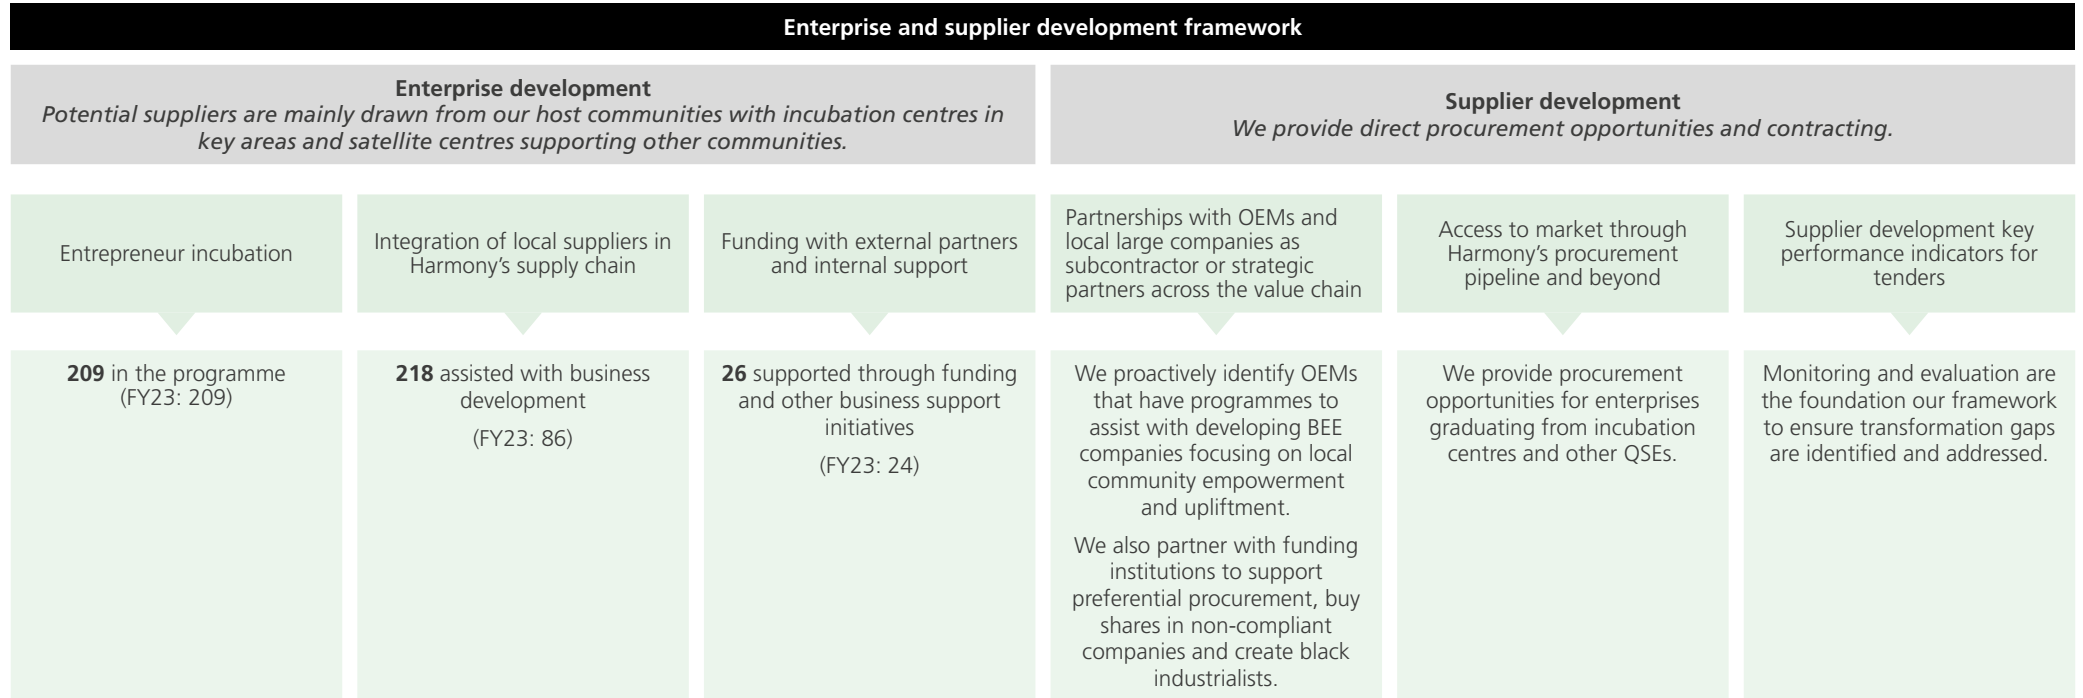 Enterprise and supplier development framework
Enterprise development
Potential suppliers are mainly drawn from our host communities with incubation centres in
key areas and satellite centres supporting other communities.
Supplier development
We provide direct procurement opportunities and contracting.
Entrepreneur incubation
209 in the programme
(FY23: 209)
Integration of local suppliers in
Harmony’s supply chain
218 assisted with business
development
(FY23: 86)
Funding with external partners
and internal support
26 supported through funding
and other business support
initiatives
(FY23: 24)
Partnerships with OEMs and
local large companies as
subcontractor or strategic
partners across the value chain
We proactively identify OEMs
that have programmes to
assist with developing BEE
companies focusing on local
community empowerment
and upliftment.
We also partner with funding
institutions to support
preferential procurement, buy
shares in non-compliant
companies and create black
industrialists.
Access to market through
Harmony’s procurement
pipeline and beyond
We provide procurement
opportunities for enterprises
graduating from incubation
centres and other QSEs.
Supplier development key
performance indicators for
tenders
Monitoring and evaluation are
the foundation our framework
to ensure transformation gaps
are identified and addressed.